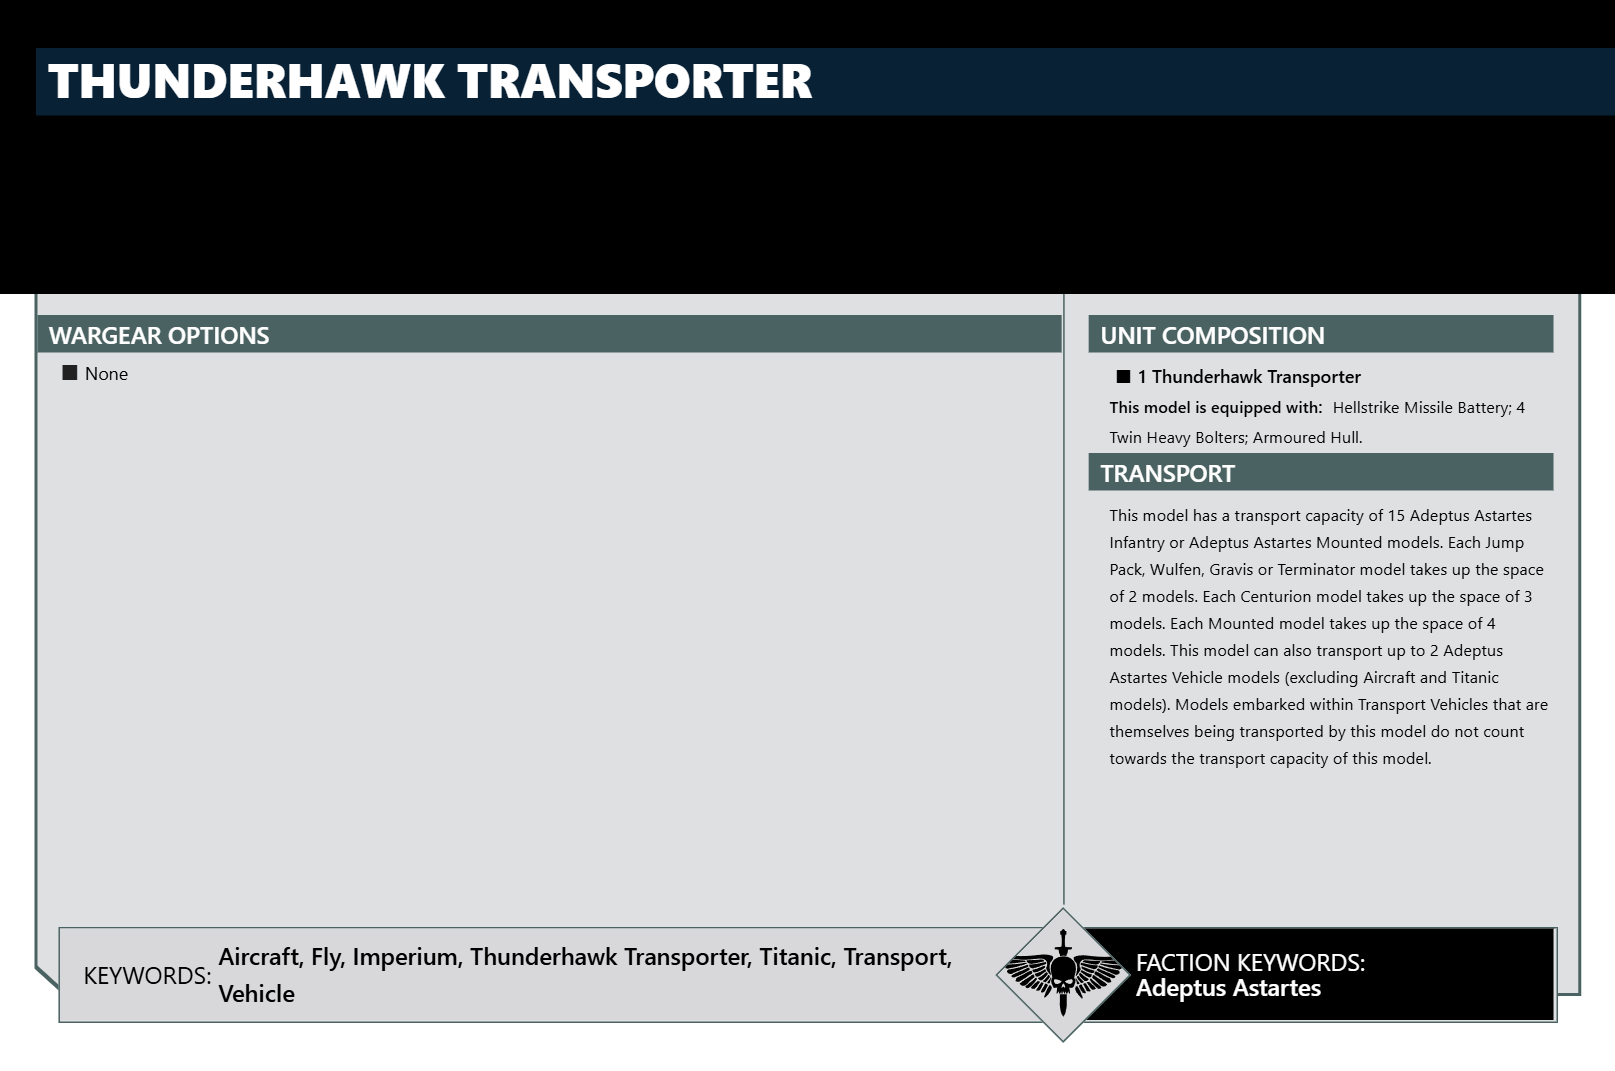 THUNDERHAWK TRANSPORTER
WARGEAR OPTIONS
None
UNIT COMPOSITION
1 Thunderhawk Transporter
This model is equipped with: Hellstrike Missile Battery; 4
Twin Heavy Bolters; Armoured Hull.
TRANSPORT
This model has a transport capacity of 15 Adeptus Astartes
Infantry or Adeptus Astartes Mounted models. Each Jump
Pack, Wulfen, Gravis or Terminator model takes up the space
of 2 models. Each Centurion model takes up the space of 3
models. Each Mounted model takes up the space of 4
models. This model can also transport up to 2 Adeptus
Astartes Vehicle models (excluding Aircraft and Titanic
models). Models embarked within Transport Vehicles that are
themselves being transported by this model do not count
towards the transport capacity of this model.
KEYWORDS: Aircraft, Fly, Imperium, Thunderhawk Transporter, Titanic, Transport,
Vehicle
FACTION KEYWORDS:
Adeptus Astartes